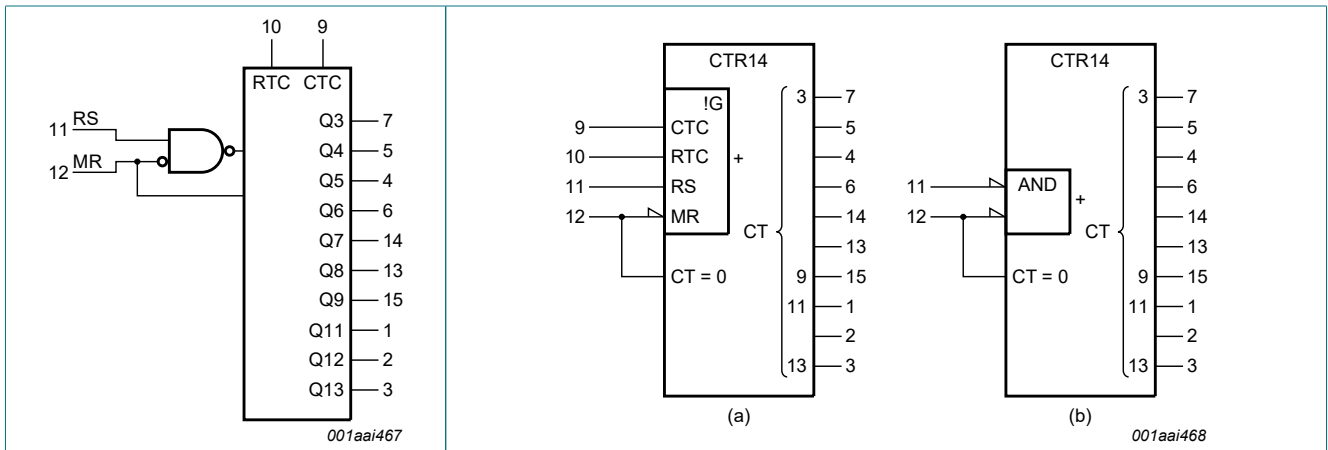 10 9
RTC CTC
11 RS
12 MR
Q3 7
Q4 5
Q5 4
Q6 6
Q7 14
Q8 13
Q9 15
Q11 1
Q12 2
Q13 3
001aai467
CTR14
!G
9 CTC
10 RTC
11 RS
12 MR
+
CT = 0
CT
3 7
5
4
6
14
13
9 15
11 1
2
13 3
(a)
CTR14
11 AND
12
+
CT = 0
CT
3 7
5
4
6
14
13
9 15
11 1
2
13 3
(b)
001aai468